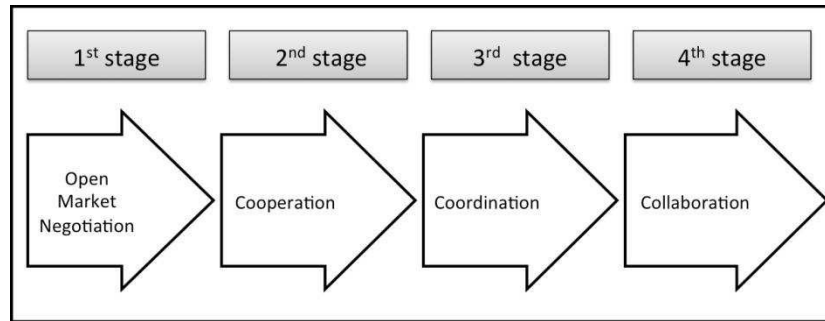 1st stage
2nd stage
3rd stage
4th stage
Open
Market
Negotiation
Cooperation
Coordination
Collaboration